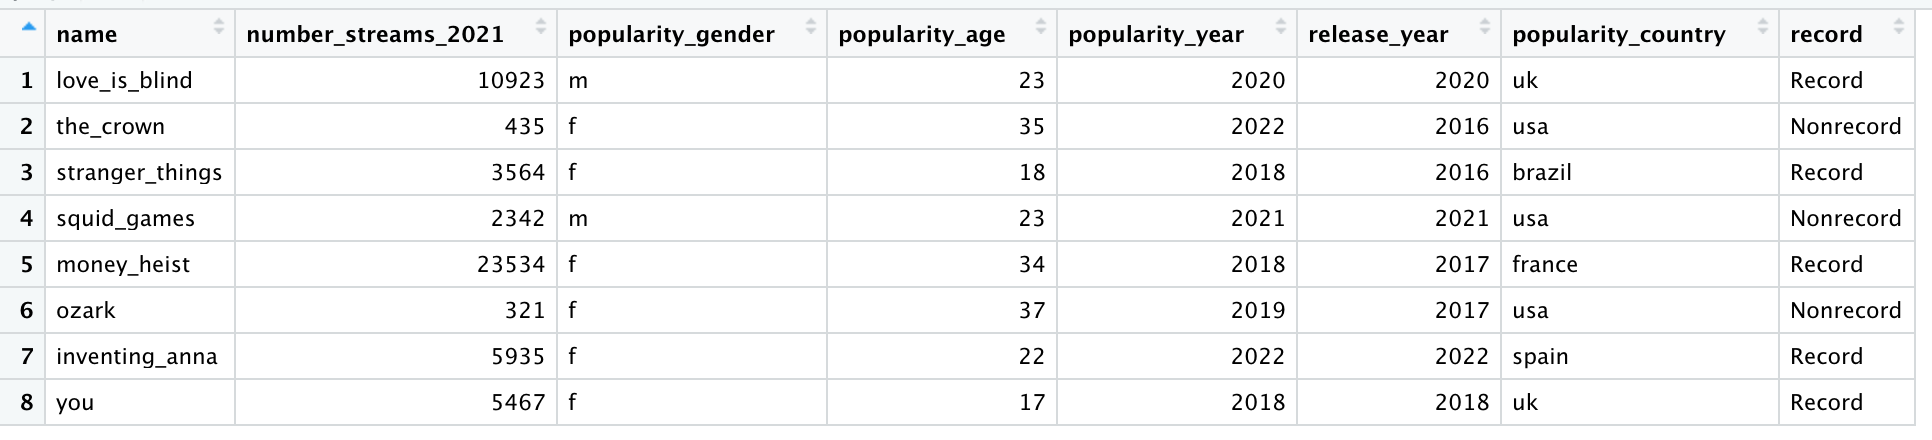 name number_streams_2021 popularity_gender popularity_age popularity_year release_year popularity_country record
1 love_is_blind 10923 m 23 2020 2020 uk Record
2 the_crown 435 f 35 2022 2016 usa Nonrecord
3 stranger_things 3564 f 18 2018 2016 brazil Record
4 squid_games 2342 m 23 2021 2021 usa Nonrecord
5 money_heist 23534 f 34 2018 2017 france Record
6 ozark 321 f 37 2019 2017 usa Nonrecord
7 inventing_anna 5935 f 22 2022 2022 spain Record
8 you 5467 f 17 2018 2018 uk Record